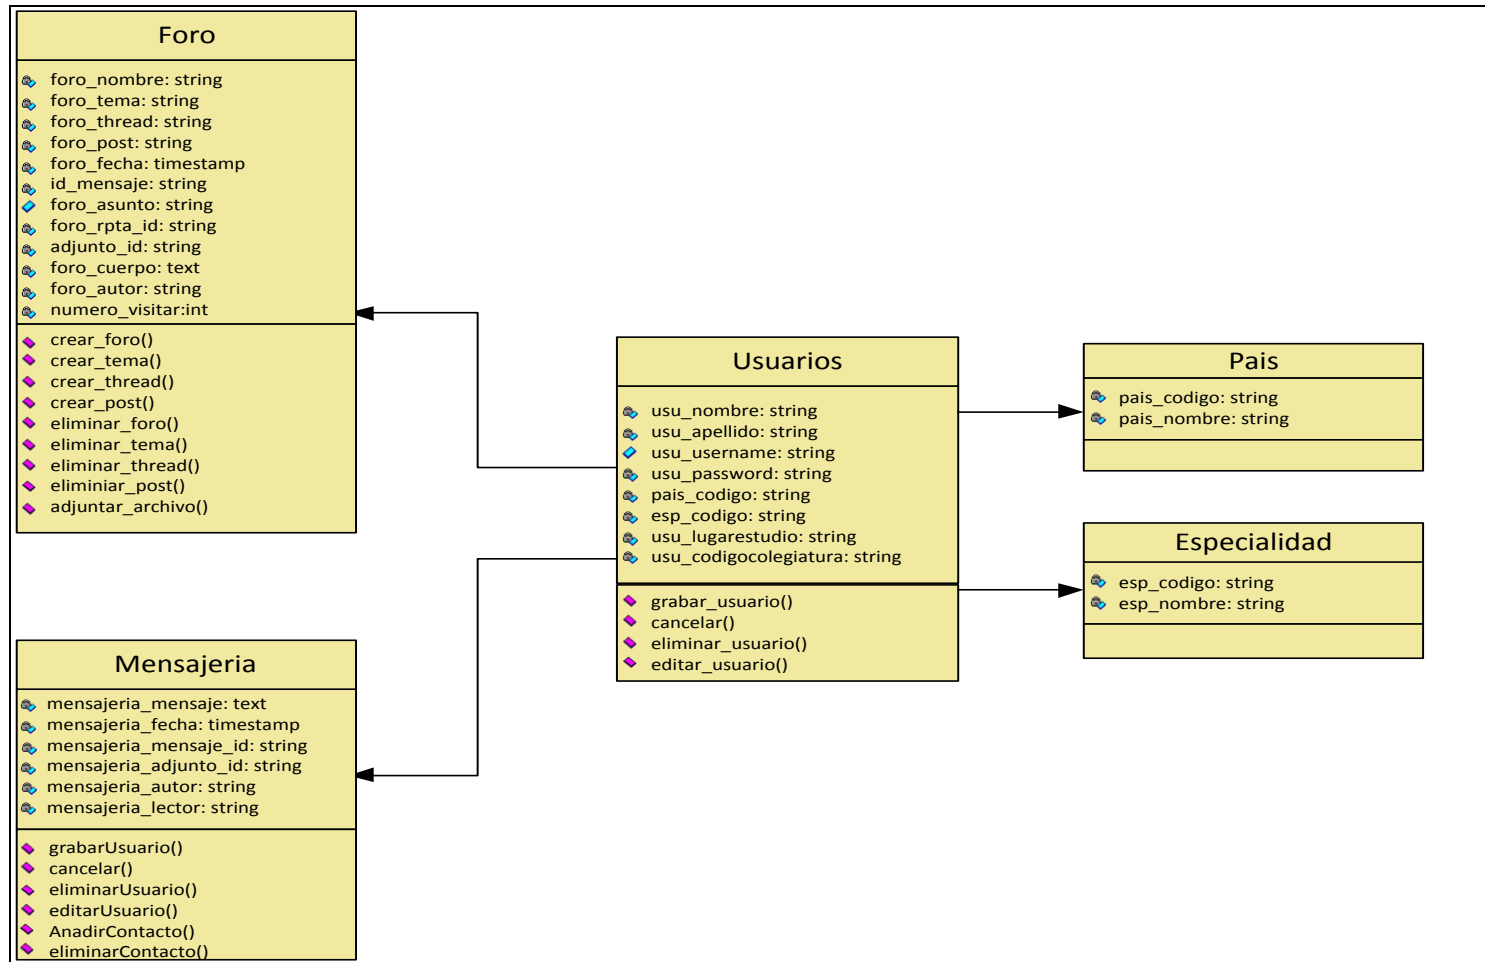 Foro
foro_nombre: string
foro_tema: string
foro_thread: string
foro_post: string
foro_fecha: timestamp
id_mensaje: string
foro_asunto: string
foro_rpta_id: string
adjunto_id: string
foro_cuerpo: text
foro_autor: string
numero_visitar:int
crear_foro()
crear_tema()
crear_thread()
crear_post()
eliminar_foro()
eliminar_tema()
eliminar_thread()
eliminiar_post()
adjuntar_archivo()
Mensajeria
mensajeria_mensaje: text
mensajeria_fecha: timestamp
mensajeria_mensaje_id: string
mensajeria_adjunto_id: string
mensajeria_autor: string
mensajeria_lector: string
grabarUsuario()
cancelar()
eliminarUsuario()
editarUsuario()
AnadirContacto()
eliminarContacto()
Usuarios
usu_nombre: string
usu_apellido: string
usu_username: string
usu_password: string
pais_codigo: string
esp_codigo: string
usu_lugarestudio: string
usu_codigocolegiatura: string
grabar_usuario()
cancelar()
eliminar_usuario()
editar_usuario()
Pais
pais_codigo: string
pais_nombre: string
Especialidad
esp_codigo: string
esp_nombre: string